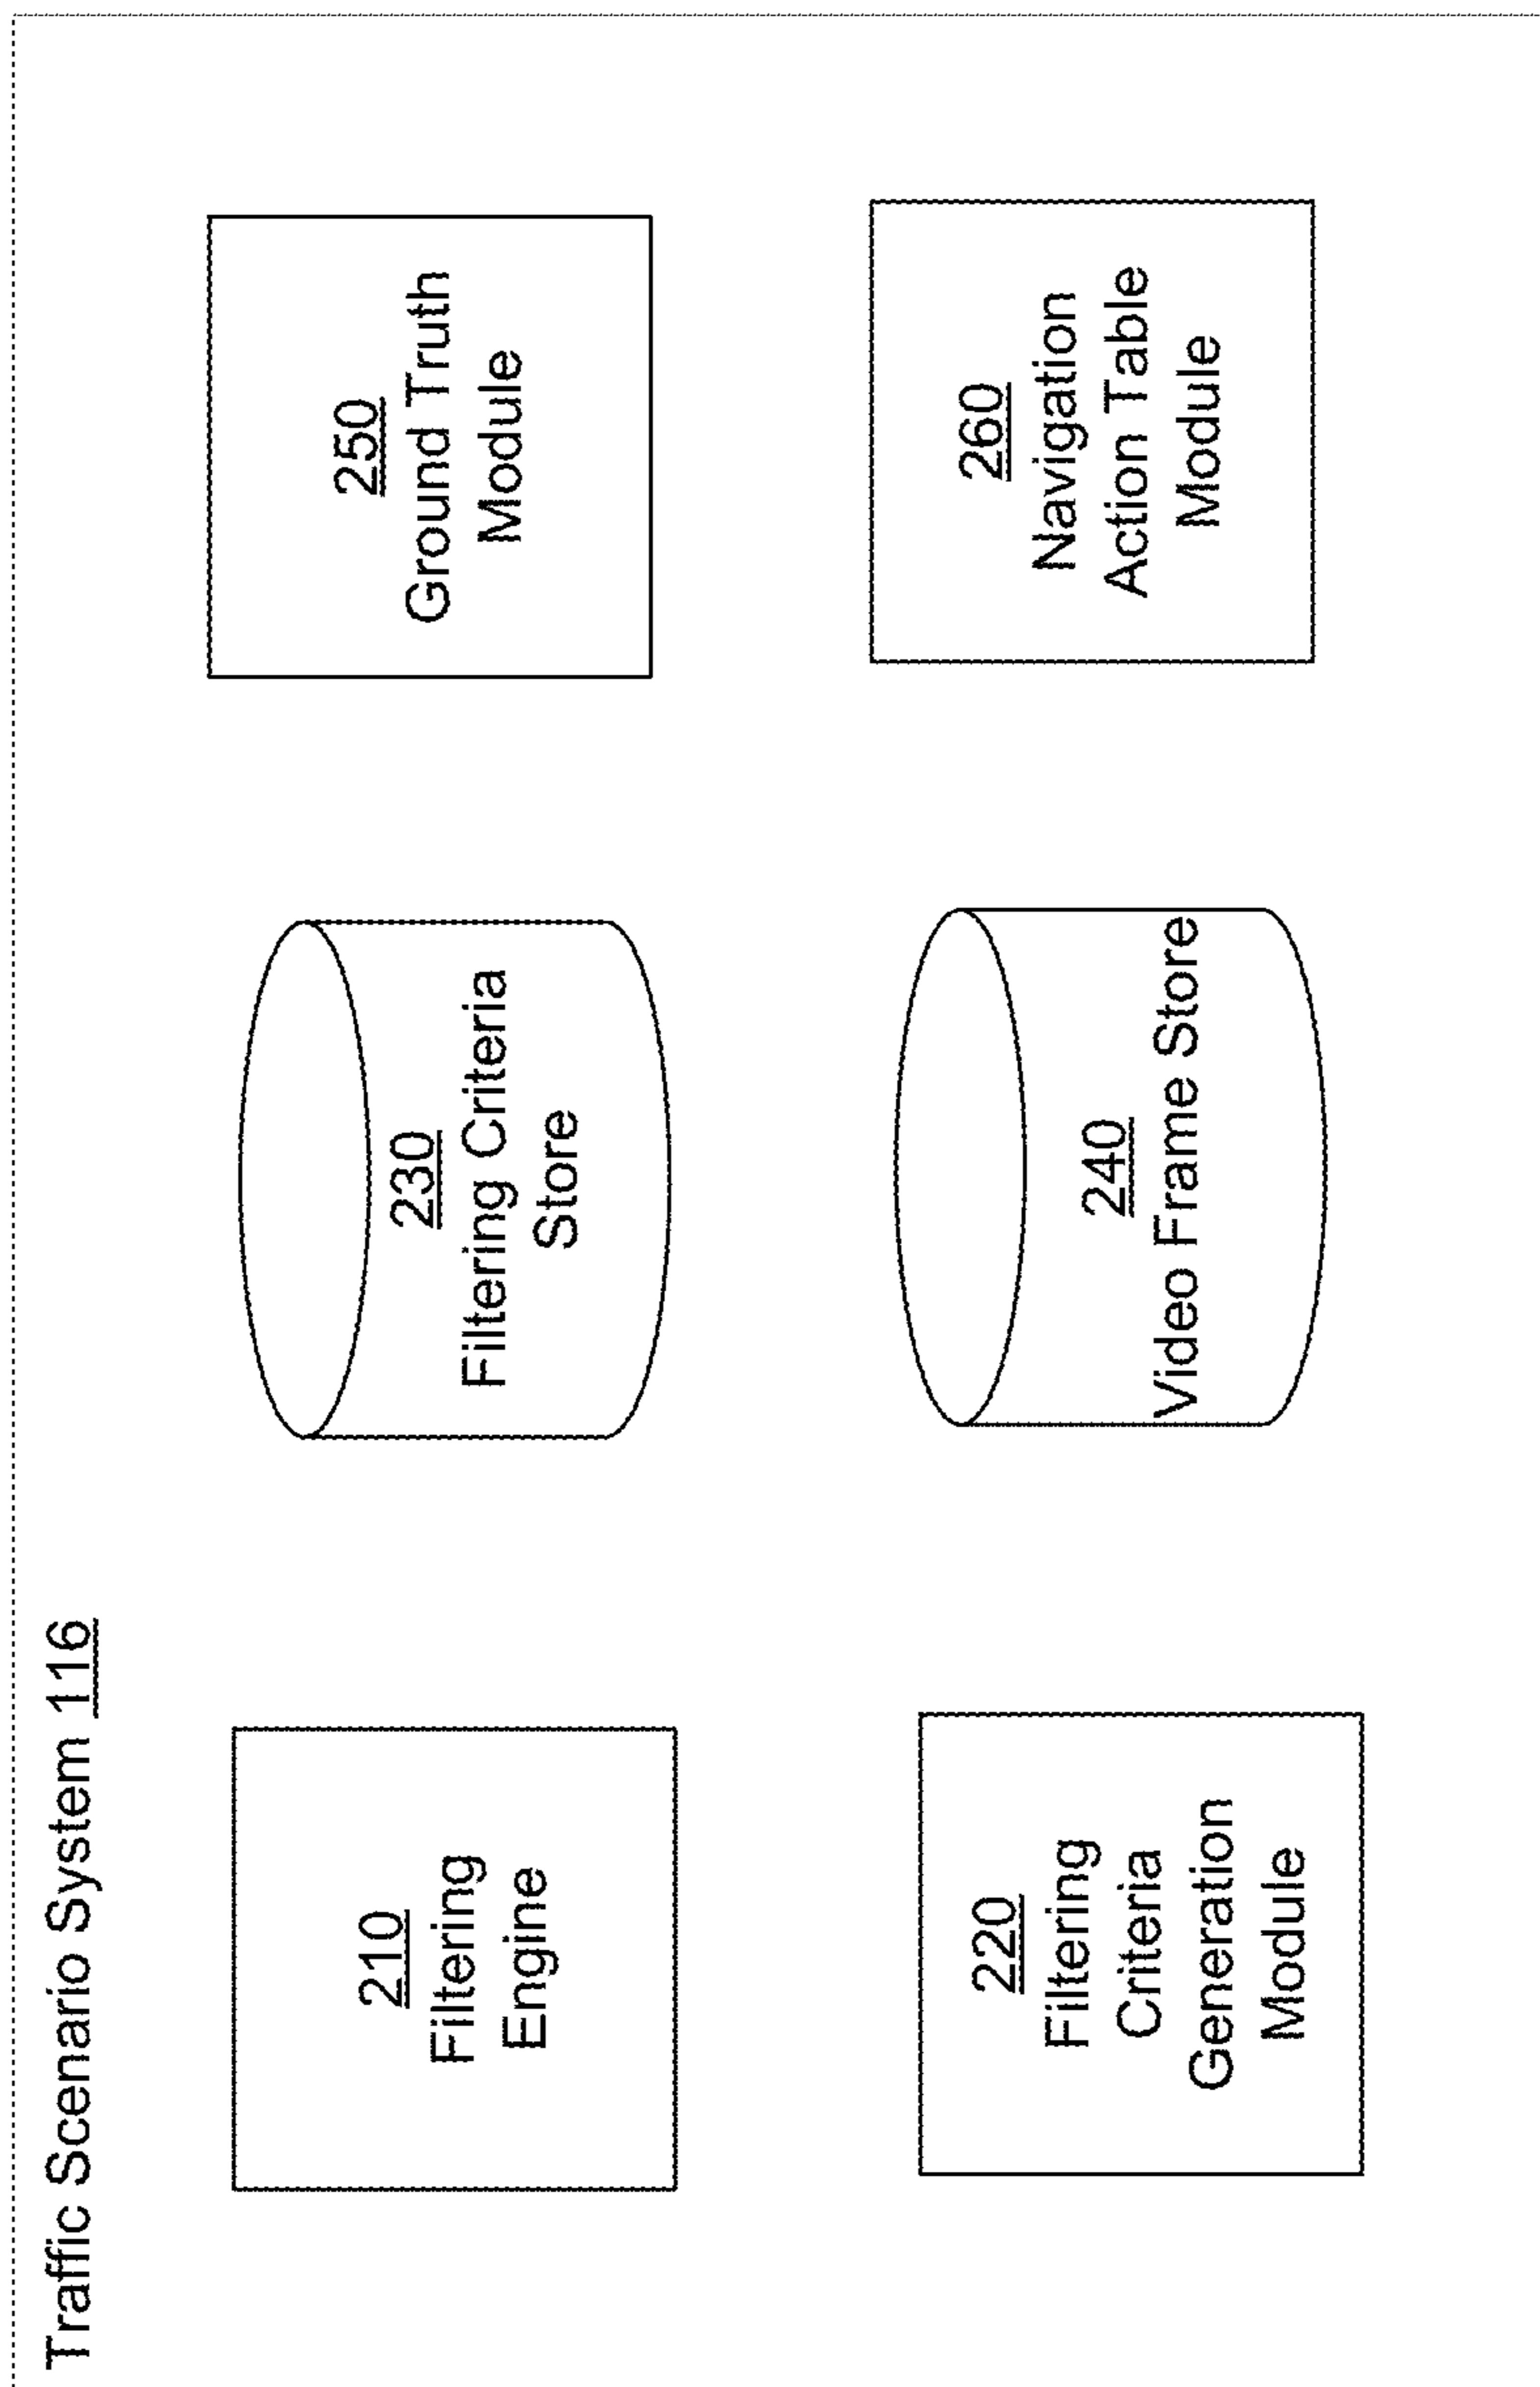 Traffic Scenario System 116
210
Filtering
Engine
230
Filtering Criteria
Store
250
Ground Truth
Module
220
Filtering
Criteria
Generation
Module
240
Video Frame Store
260
Navigation
Action Table
Module